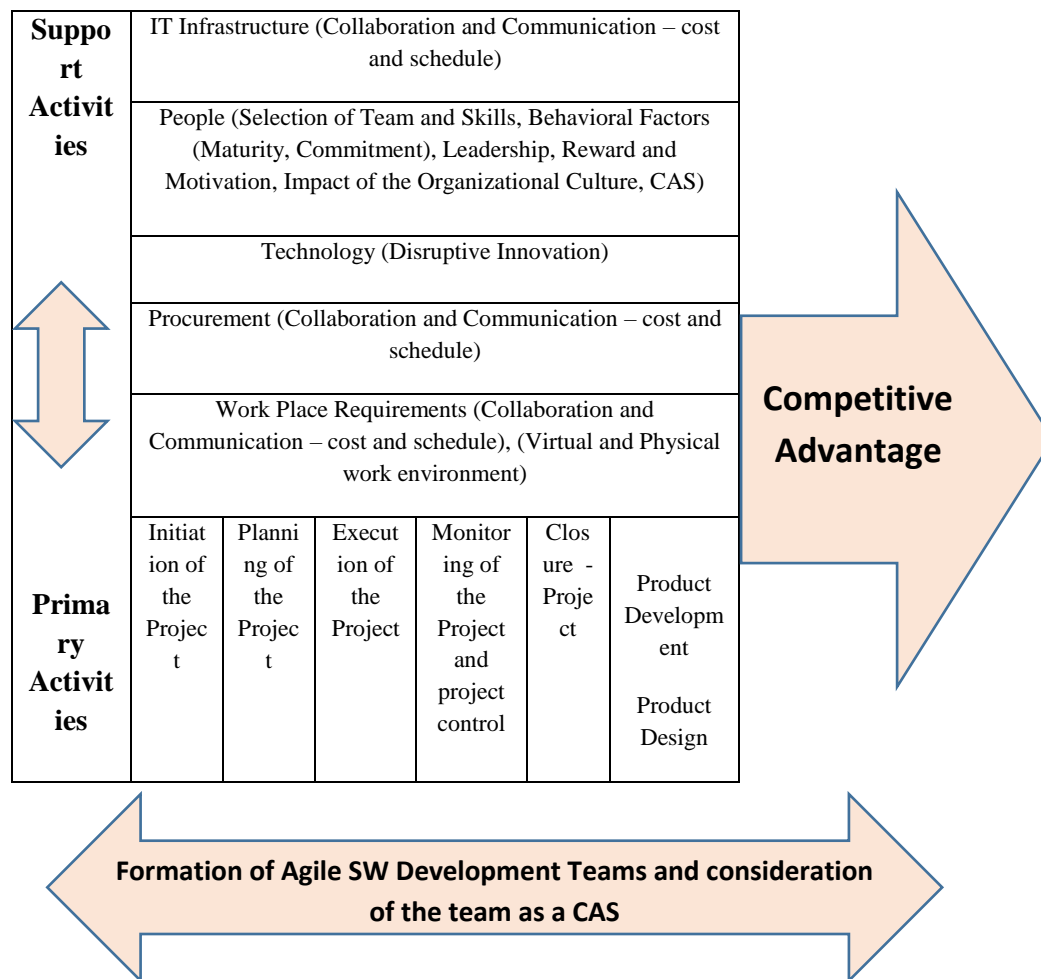 Suppo
rt
Activit
ies
IT Infrastructure (Collaboration and Communication – cost
and schedule)
People (Selection of Team and Skills, Behavioral Factors
(Maturity, Commitment), Leadership, Reward and
Motivation, Impact of the Organizational Culture, CAS)
Technology (Disruptive Innovation)
Procurement (Collaboration and Communication – cost and
schedule)
Work Place Requirements (Collaboration and
Communication – cost and schedule), (Virtual and Physical
work environment)
Prima
ry
Activit
ies
Initiat
ion of
the
Projec
t
Planni
ng of
the
Projec
t
Execut
ion of
the
Project
Monitor
ing of
the
Project
and
project
control
Clos
ure -
Proje
ct
Product
Developm
ent
Product
Design
Competitive
Advantage
Formation of Agile SW Development Teams and consideration
of the team as a CAS